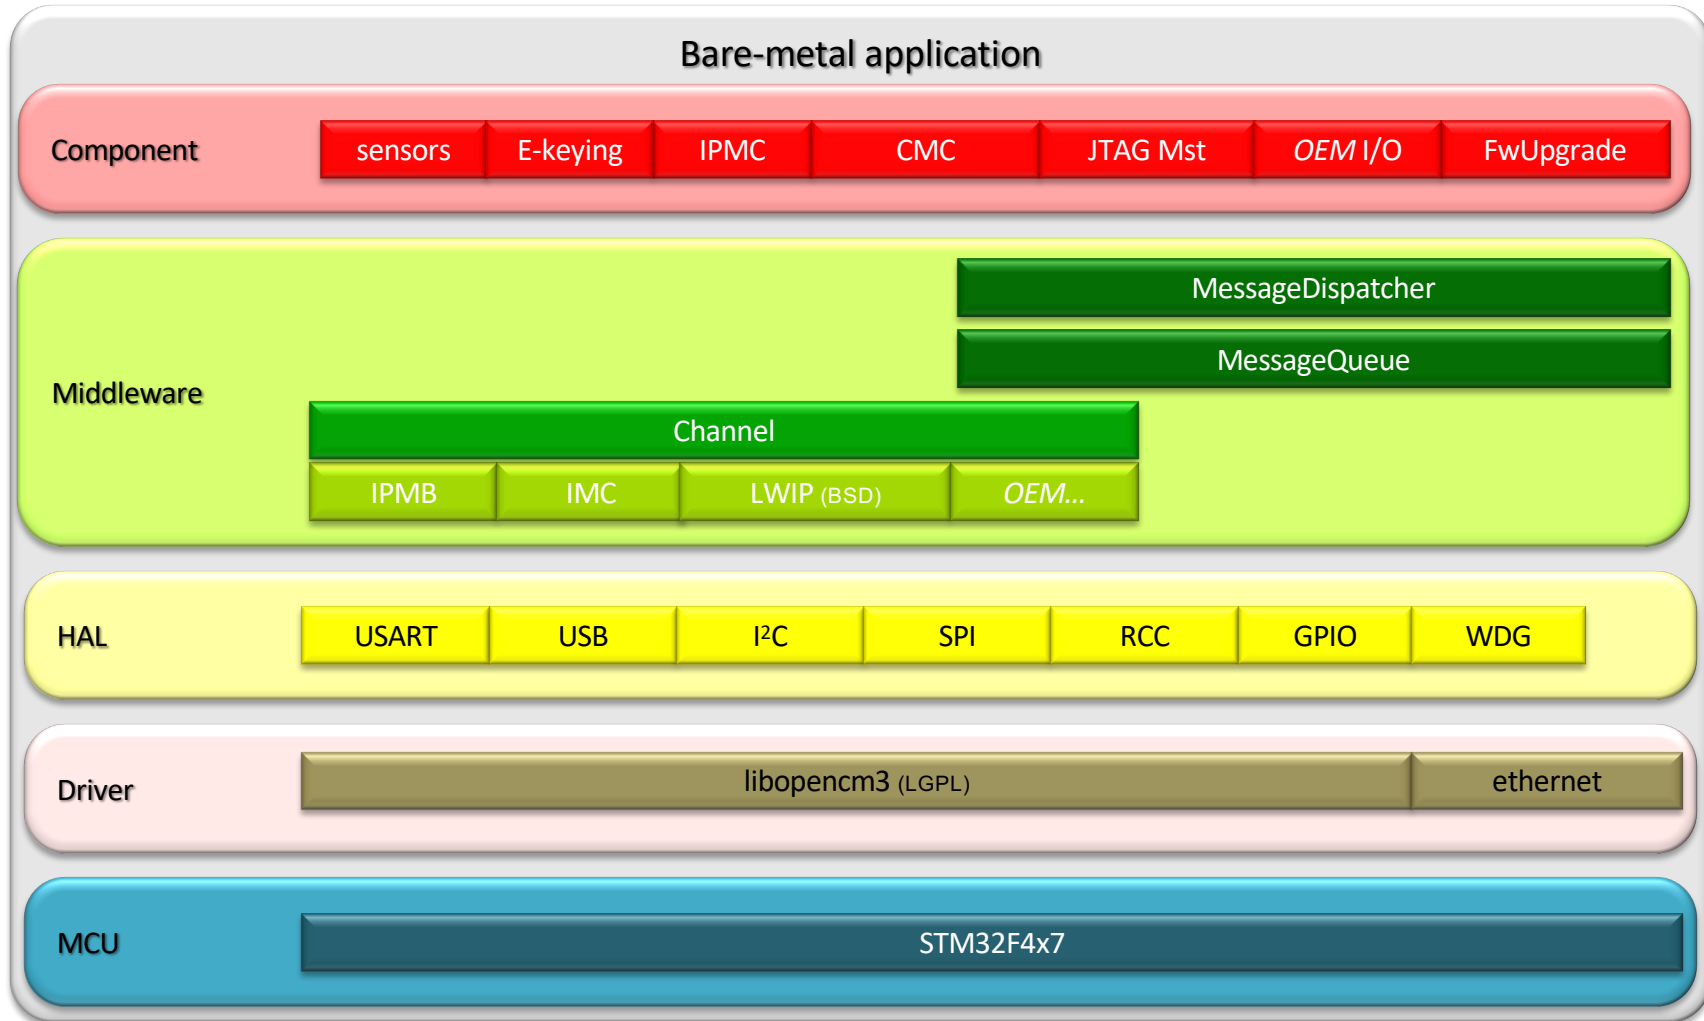 Bare-metal application
Component
sensors
E-keying
IPMC
CMC
JTAG Mst
OEM I/O
FwUpgrade
Middleware
MessageDispatcher
MessageQueue
Channel
IPMB
IMC
LWIP (BSD)
OEM...
HAL
USART
USB
I²C
SPI
RCC
GPIO
WDG
Driver
libopencm3 (LGPL)
ethernet
MCU
STM32F4x7